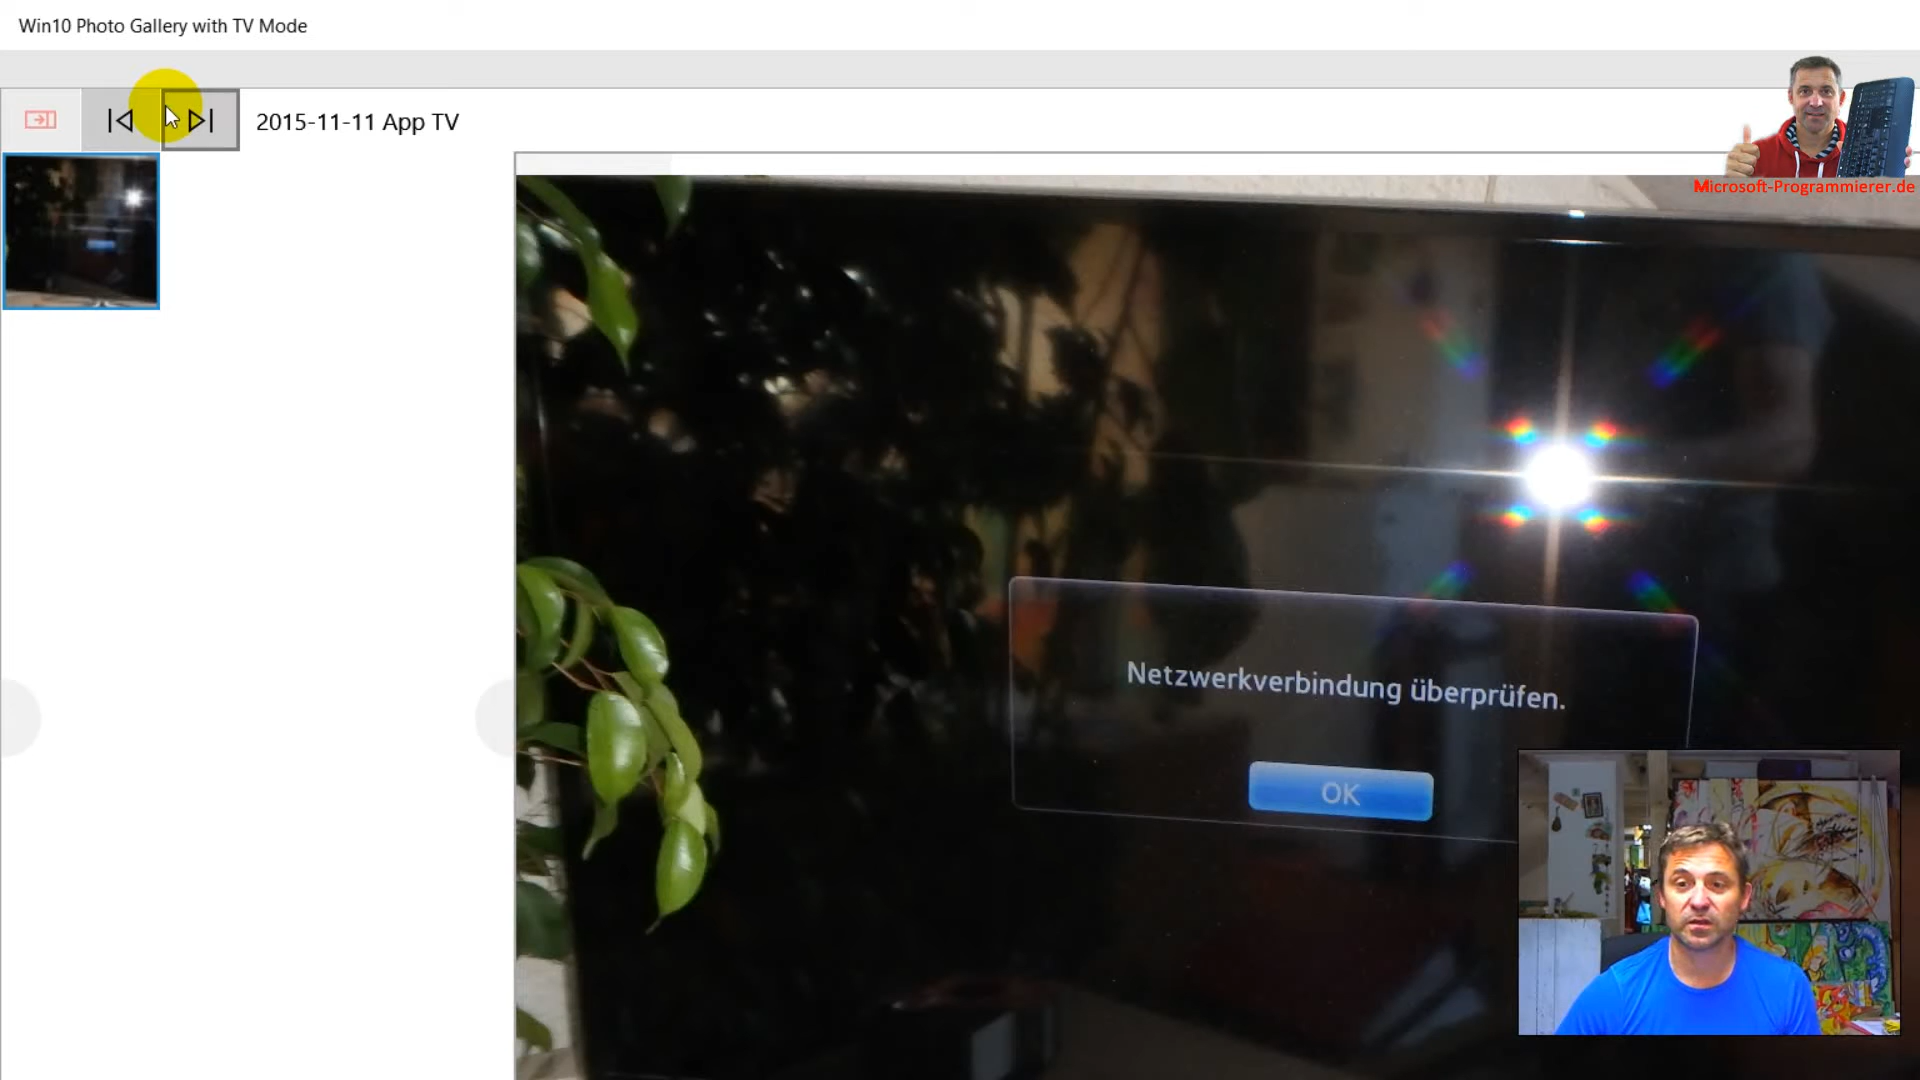 Win10 Photo Gallery with TV Mode
2015-11-11 App TV
Microsoft-Programmierer.de
Netzwerkverbindung überprüfen.
OK